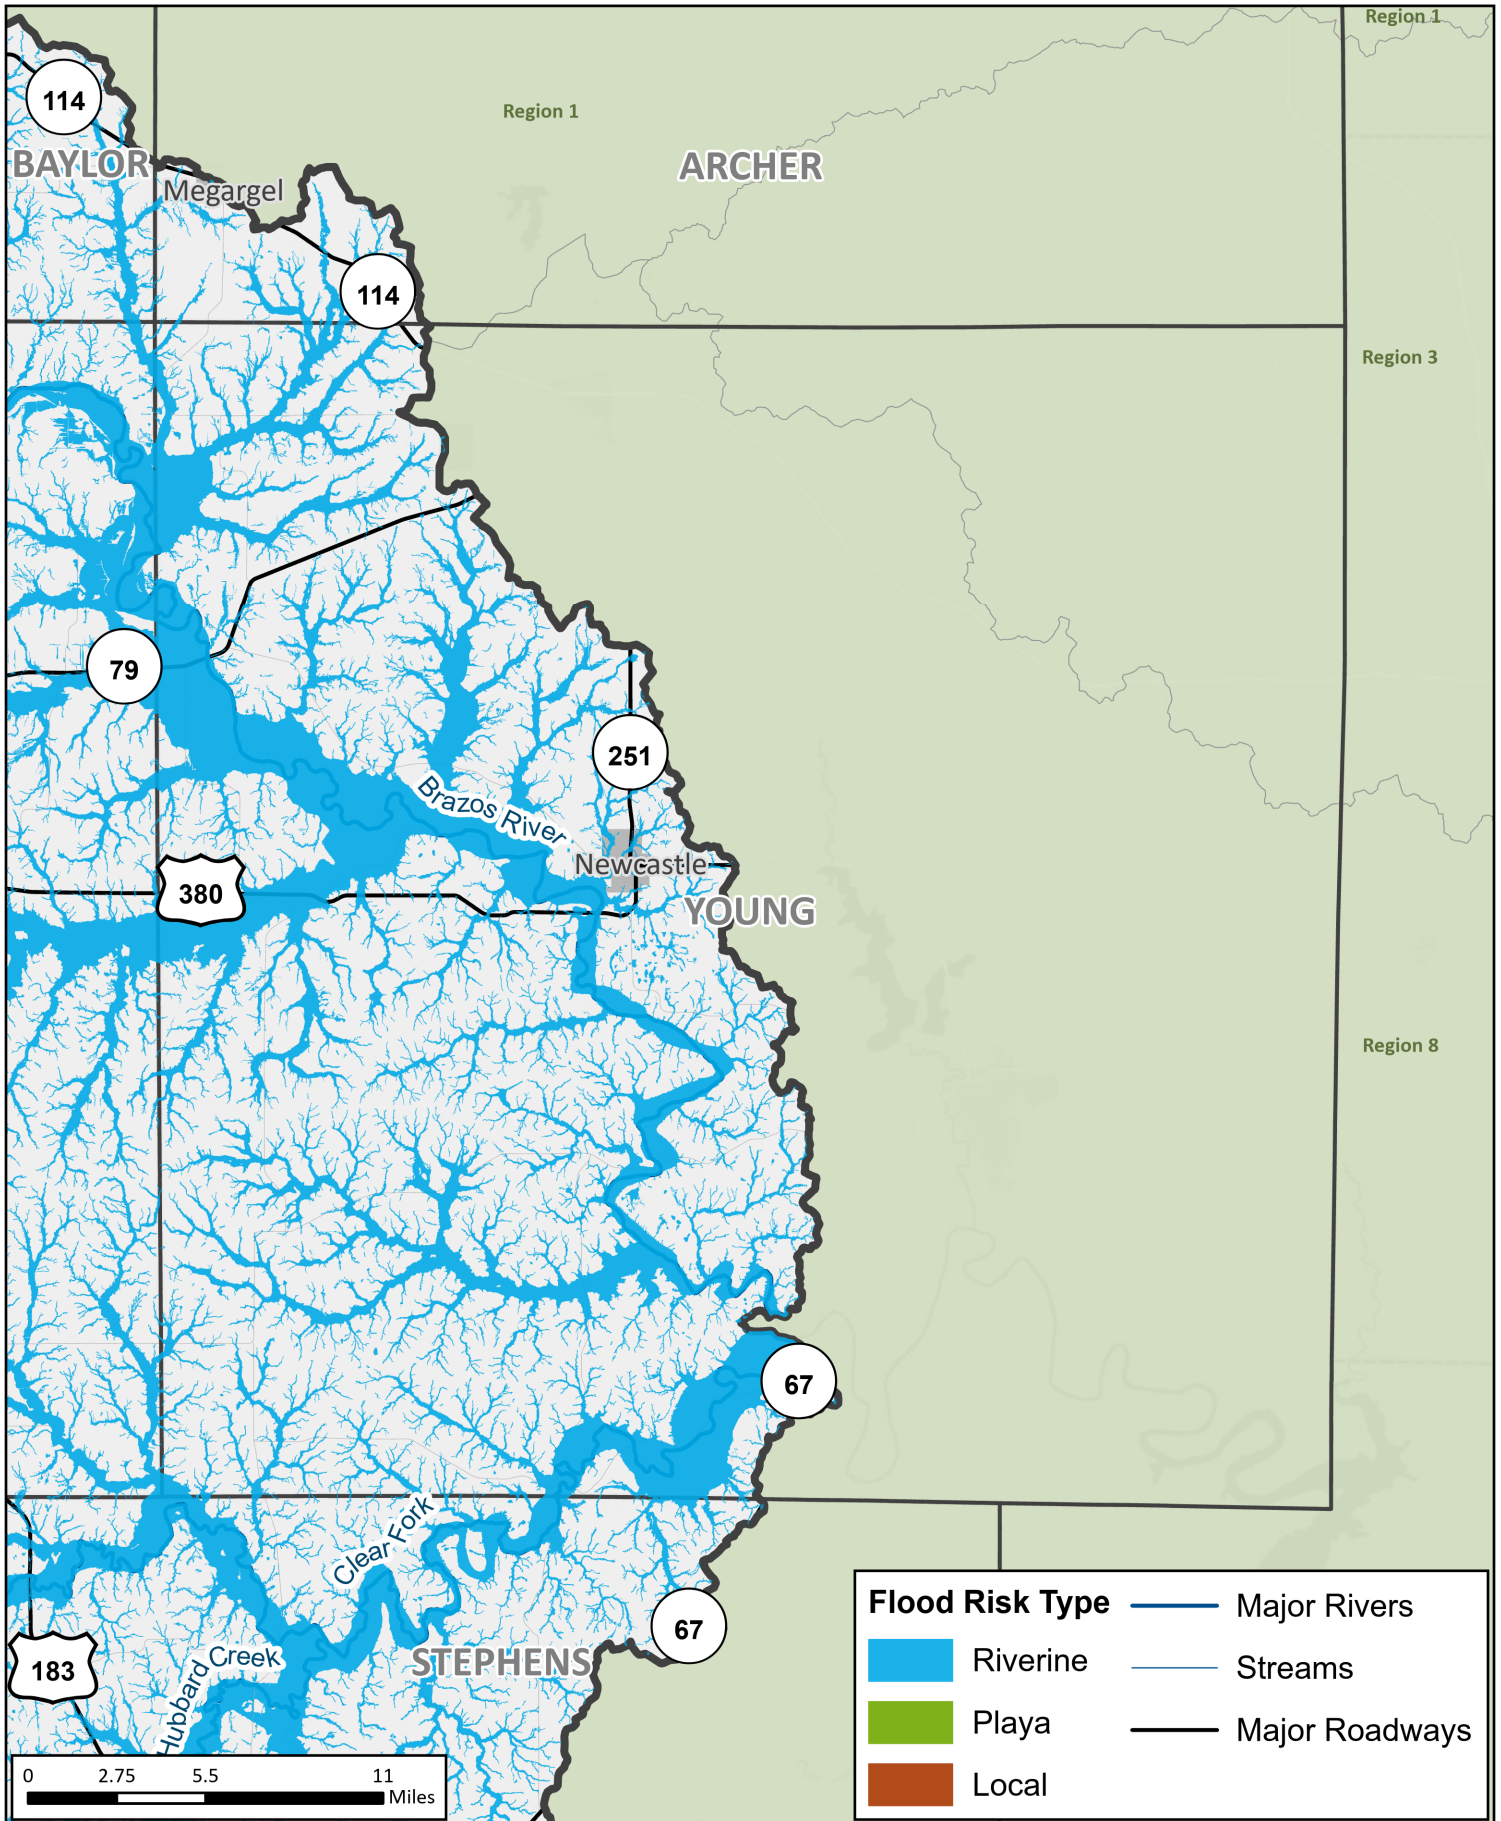 Region 1
Region 1
114
BAYLOR
ARCHER
Megargel
114
Region 3
79
251
Brazos River
Newcastle
380
YOUNG
Region 8
67
Clear Fork
67
STEPHENS
183
Hubbard Creek
0 2.75 5.5 11
Miles
Flood Risk Type
Riverine
Playa
Local
Major Rivers
Streams
Major Roadways